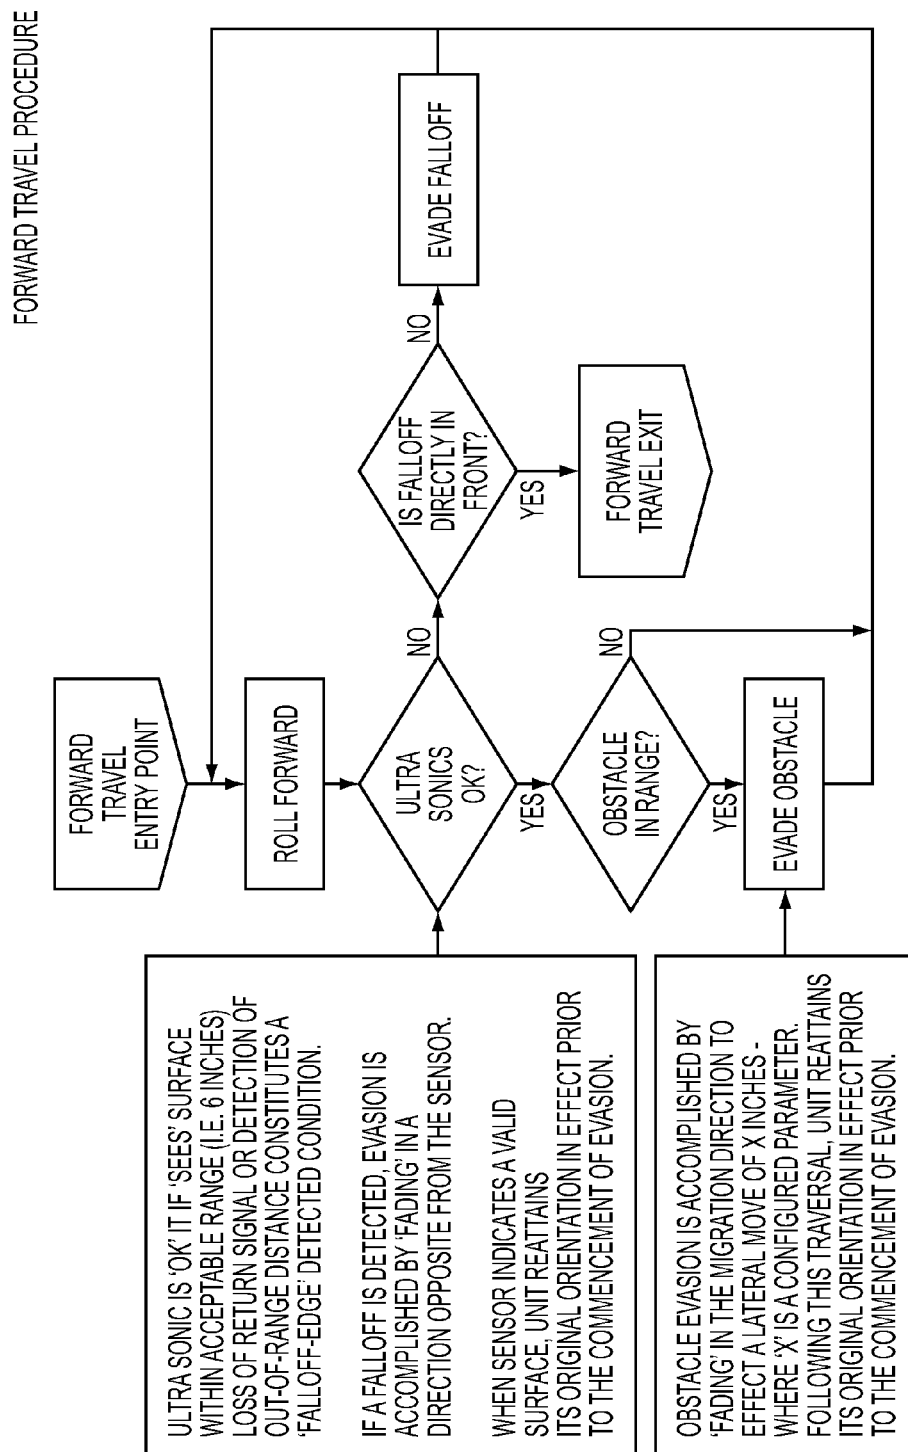 FORWARD TRAVEL PROCEDURE
FORWARD
TRAVEL
ENTRY POINT
ROLL FORWARD
ULTRA
SONICS
OK?
NO
YES
IS FALLOFF
DIRECTLY IN
FRONT?
NO
YES
EVADE FALLOFF
FORWARD
TRAVEL EXIT
OBSTACLE
IN RANGE?
NO
YES
EVADE OBSTACLE
ULTRA SONIC IS 'OK' IT IF 'SEES' SURFACE
WITHIN ACCEPTABLE RANGE (I.E. 6 INCHES)
LOSS OF RETURN SIGNAL OR DETECTION OF
OUT-OF-RANGE DISTANCE CONSTITUTES A
'FALLOFF-EDGE' DETECTED CONDITION.
IF A FALLOFF IS DETECTED, EVASION IS
ACCOMPLISHED BY 'FADING' IN A
DIRECTION OPPOSITE FROM THE SENSOR.
WHEN SENSOR INDICATES A VALID
SURFACE, UNIT REATTAINS
ITS ORIGINAL ORIENTATION IN EFFECT PRIOR
TO THE COMMENCEMENT OF EVASION.
OBSTACLE EVASION IS ACCOMPLISHED BY
'FADING' IN THE MIGRATION DIRECTION TO
EFFECT A LATERAL MOVE OF X INCHES -
WHERE 'X' IS A CONFIGURED PARAMETER.
FOLLOWING THIS TRAVERSAL, UNIT REATTAINS
ITS ORIGINAL ORIENTATION IN EFFECT PRIOR
TO THE COMMENCEMENT OF EVASION.